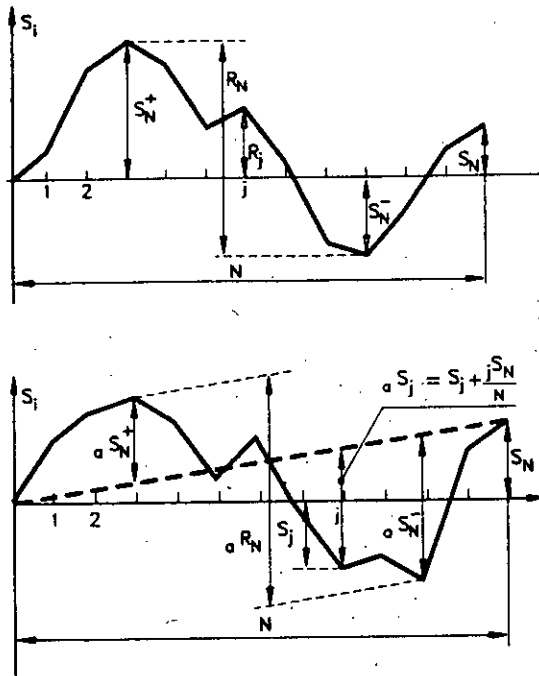 S_i
R_N
S_N^+
R_j
S_N
1 2 j
S_N^-
N
S_i
_aS_j = S_j + jS_N/N
_aS_N^+
S_N
1 2 j
S_j
_aS_N^-
_aR_N
N